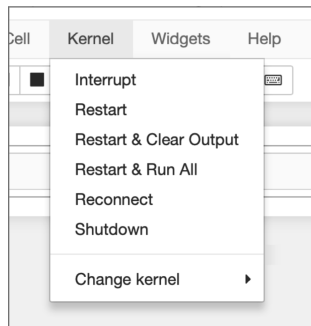 Cell Kernel Widgets Help
Interrupt
Restart
Restart & Clear Output
Restart & Run All
Reconnect
Shutdown
Change kernel